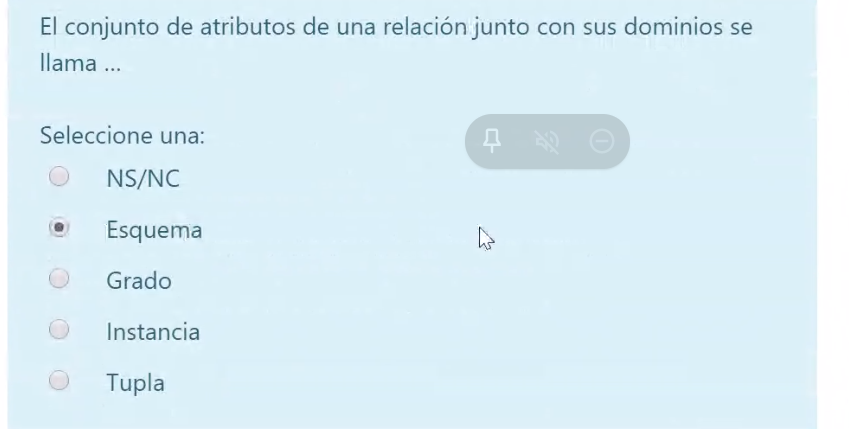 El conjunto de atributos de una relación junto con sus dominios se
llama ...
Seleccione una:
NS/NC
Esquema
Grado
Instancia
Tupla